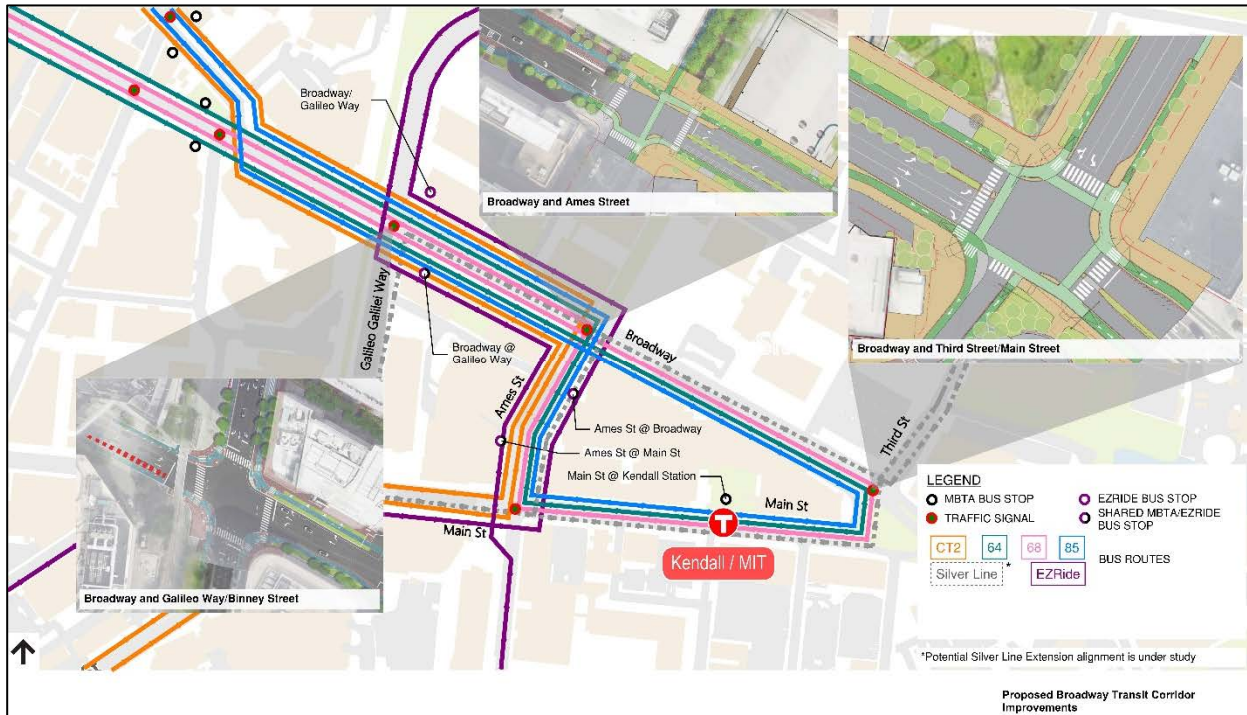 Broadway/
Galileo Way
Broadway and Ames Street
Broadway and Third Street/Main Street
Galileo Galilei Way
Broadway @
Galileo Way
Broadway
Ames St
Ames St @ Broadway
Ames St @ Main St
Main St @ Kendall Station
Third St
Main St
Main St
T
Kendall / MIT
Broadway and Galileo Way/Binney Street
LEGEND
MBTA BUS STOP
EZRIDE BUS STOP
TRAFFIC SIGNAL
SHARED MBTA/EZRIDE
BUS STOP
CT2 64 68 85
BUS ROUTES
Silver Line * EZRide
*Potential Silver Line Extension alignment is under study
Proposed Broadway Transit Corridor
Improvements